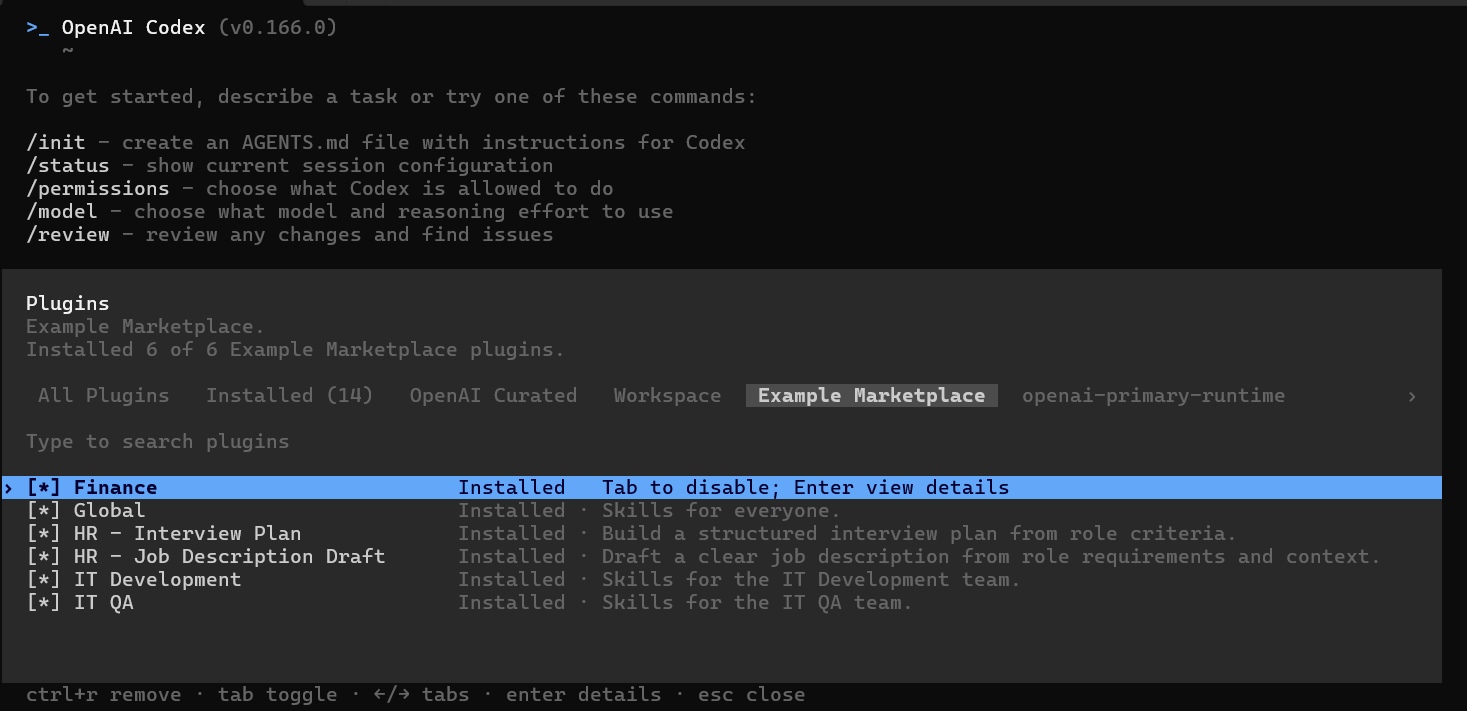 >_ OpenAI Codex (v0.166.0)
~
To get started, describe a task or try one of these commands:
/init - create an AGENTS.md file with instructions for Codex
/status - show current session configuration
/permissions - choose what Codex is allowed to do
/model - choose what model and reasoning effort to use
/review - review any changes and find issues
Plugins
Example Marketplace.
Installed 6 of 6 Example Marketplace plugins.
All Plugins Installed (14) OpenAI Curated Workspace Example Marketplace openai-primary-runtime ›
Type to search plugins
› [*] Finance Installed Tab to disable; Enter view details
[*] Global Installed · Skills for everyone.
[*] HR - Interview Plan Installed · Build a structured interview plan from role criteria.
[*] HR - Job Description Draft Installed · Draft a clear job description from role requirements and context.
[*] IT Development Installed · Skills for the IT Development team.
[*] IT QA Installed · Skills for the IT QA team.
ctrl+r remove · tab toggle · ←/→ tabs · enter details · esc close